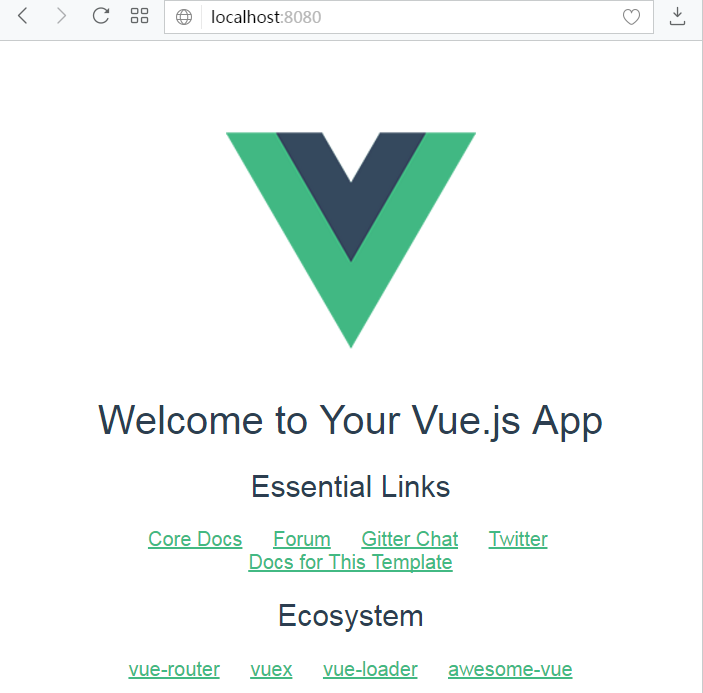 localhost:8080
Welcome to Your Vue.js App
Essential Links
Core Docs Forum Gitter Chat Twitter
Docs for This Template
Ecosystem
vue-router vuex vue-loader awesome-vue